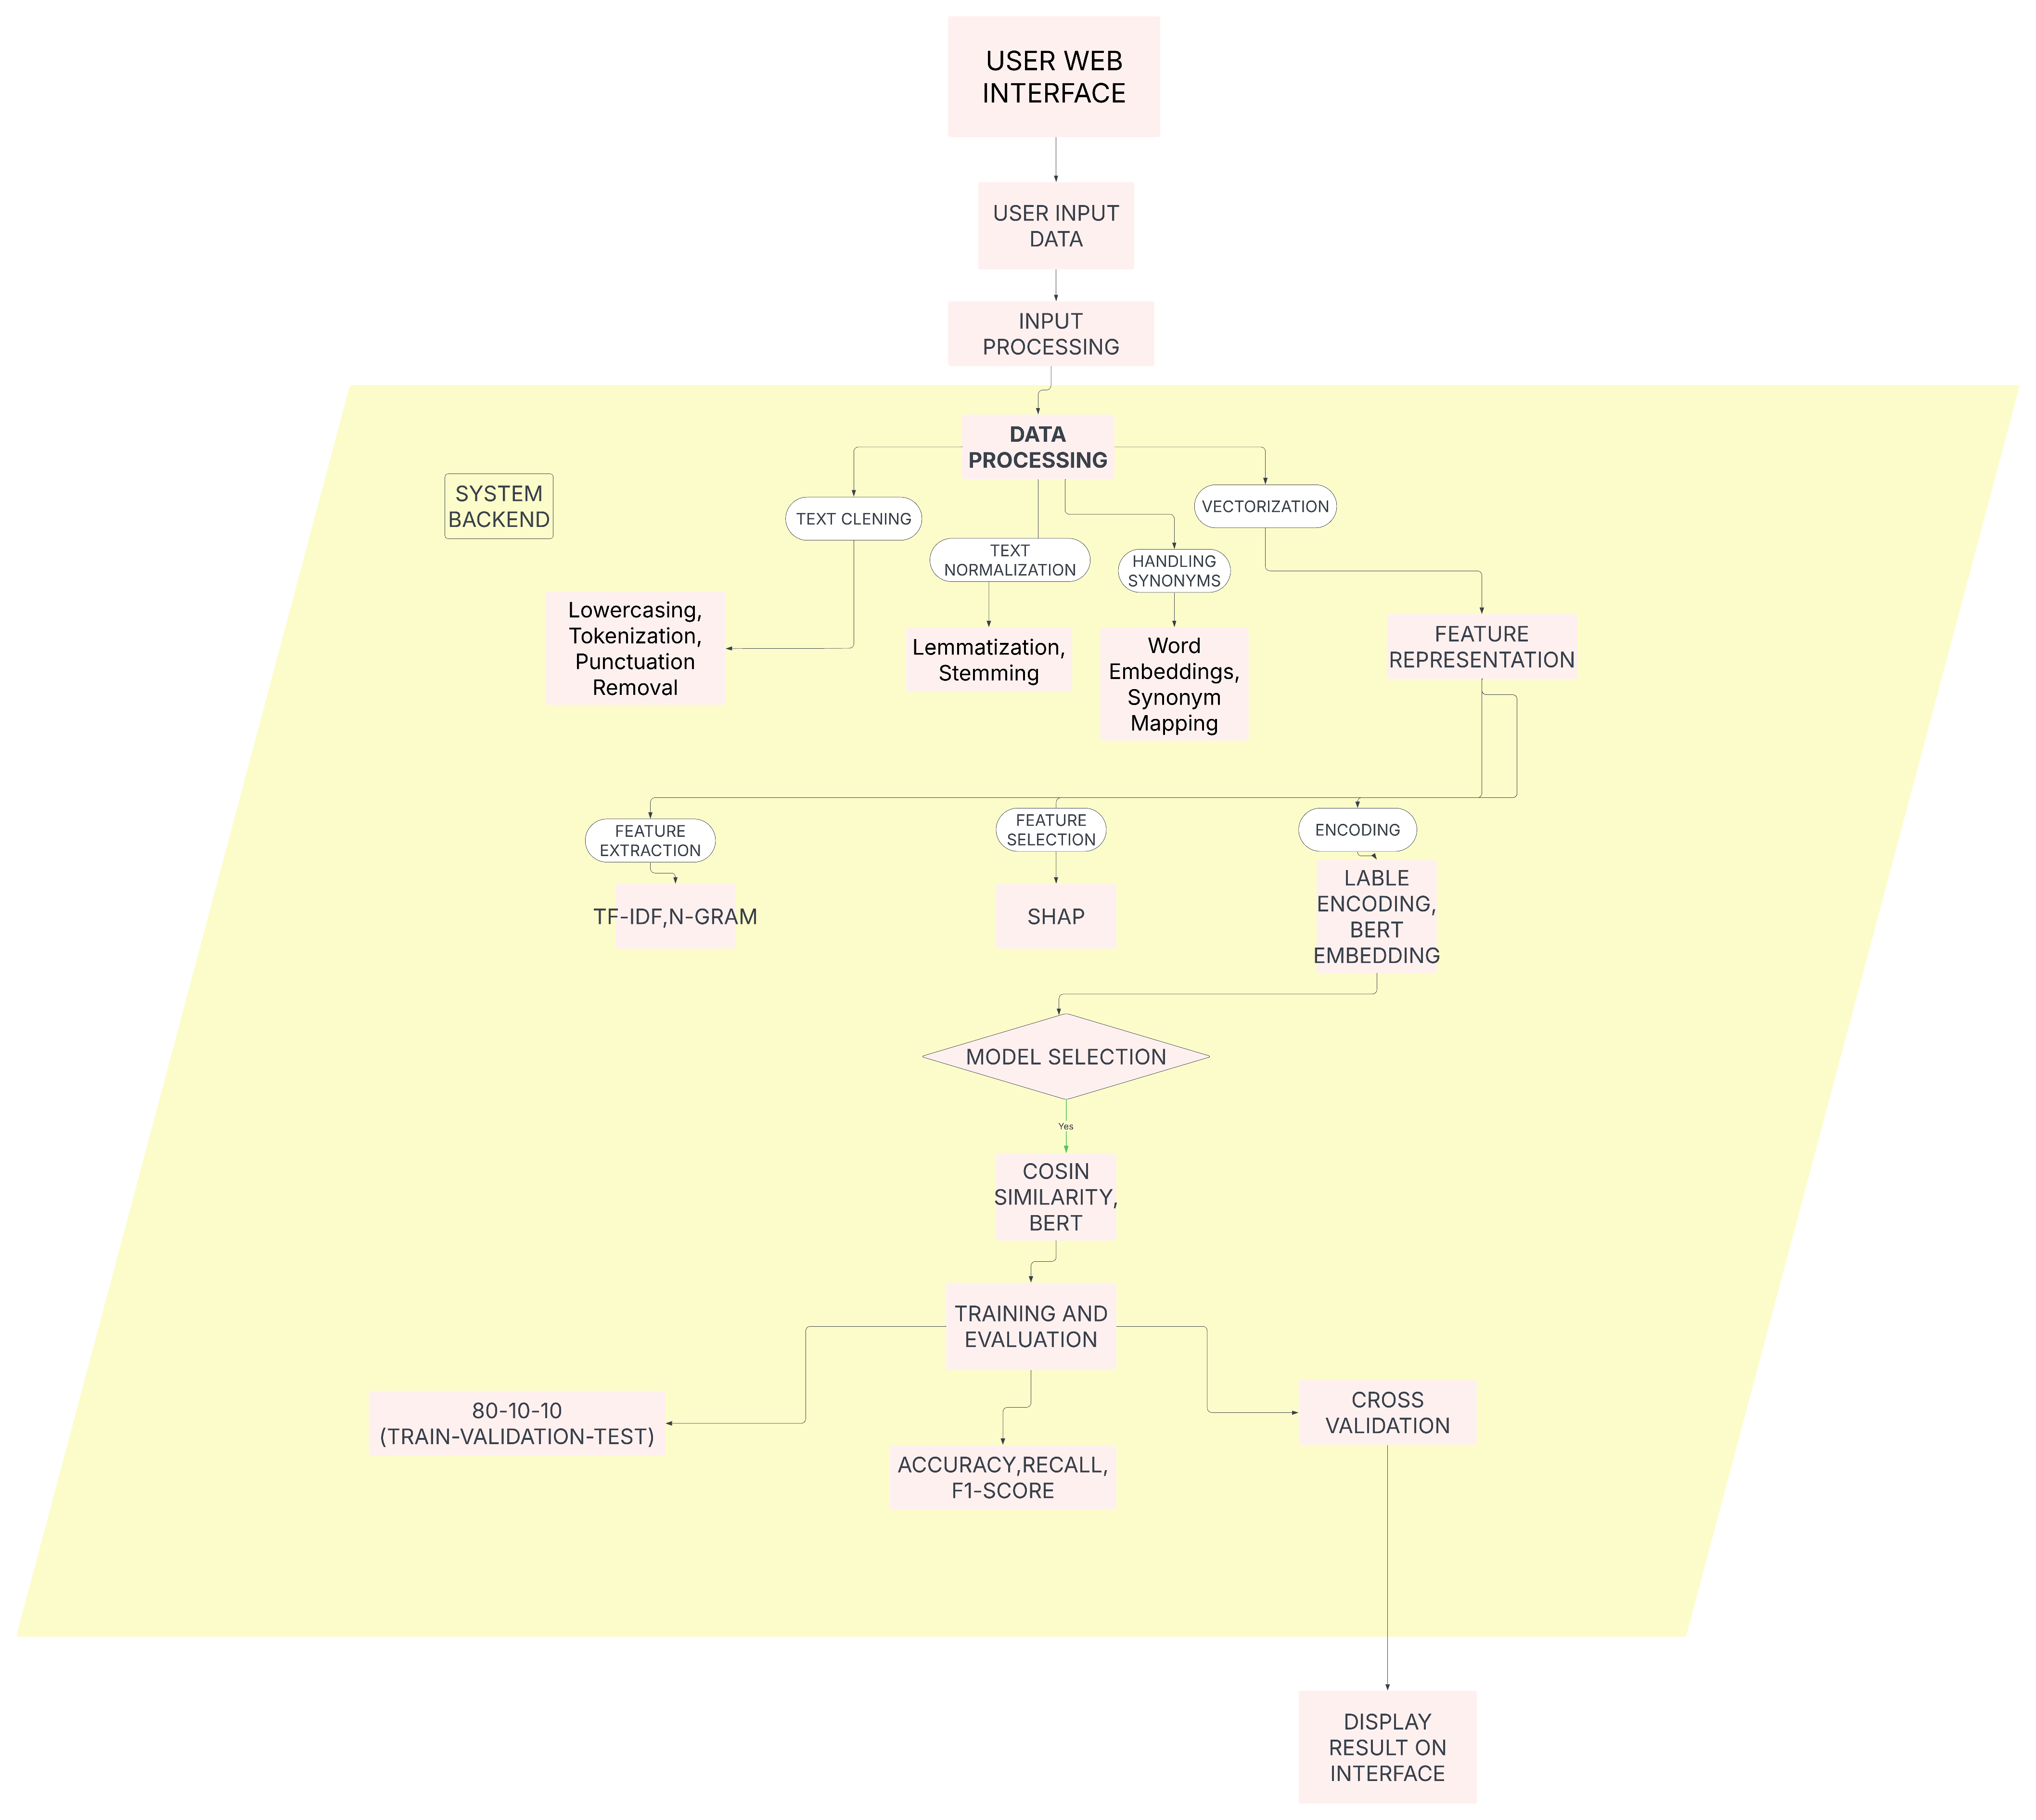 USER WEB
INTERFACE
USER INPUT
DATA
INPUT
PROCESSING
DATA
PROCESSING
SYSTEM
BACKEND
TEXT CLENING
TEXT
NORMALIZATION
HANDLING
SYNONYMS
VECTORIZATION
Lowercasing,
Tokenization,
Punctuation
Removal
Lemmatization,
Stemming
Word
Embeddings,
Synonym
Mapping
FEATURE
REPRESENTATION
FEATURE
EXTRACTION
FEATURE
SELECTION
ENCODING
TF-IDF,N-GRAM
SHAP
LABLE
ENCODING,
BERT
EMBEDDING
MODEL SELECTION
Yes
COSIN
SIMILARITY,
BERT
TRAINING AND
EVALUATION
80-10-10
(TRAIN-VALIDATION-TEST)
ACCURACY,RECALL,
F1-SCORE
CROSS
VALIDATION
DISPLAY
RESULT ON
INTERFACE